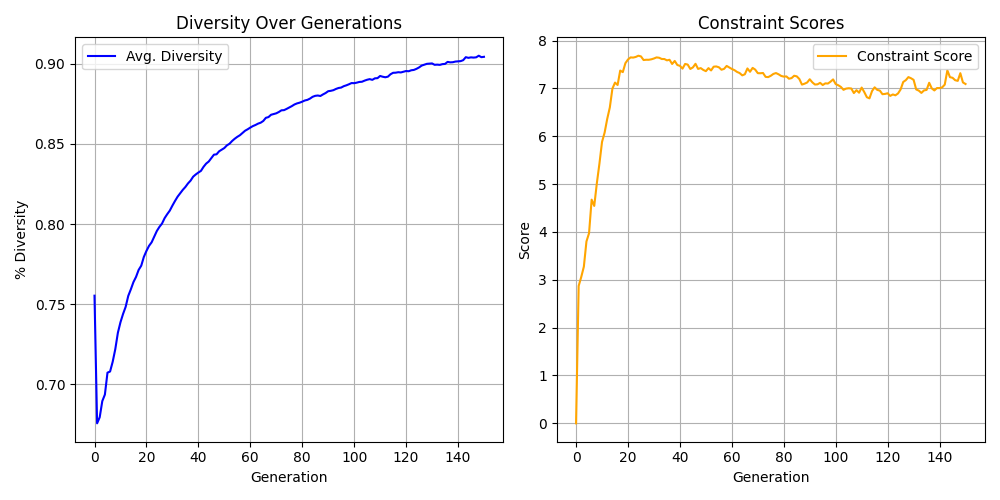 Diversity Over Generations
Avg. Diversity
% Diversity
0.90
0.85
0.80
0.75
0.70
0 20 40 60 80 100 120 140
Generation
Constraint Scores
Constraint Score
Score
8
7
6
5
4
3
2
1
0
0 20 40 60 80 100 120 140
Generation